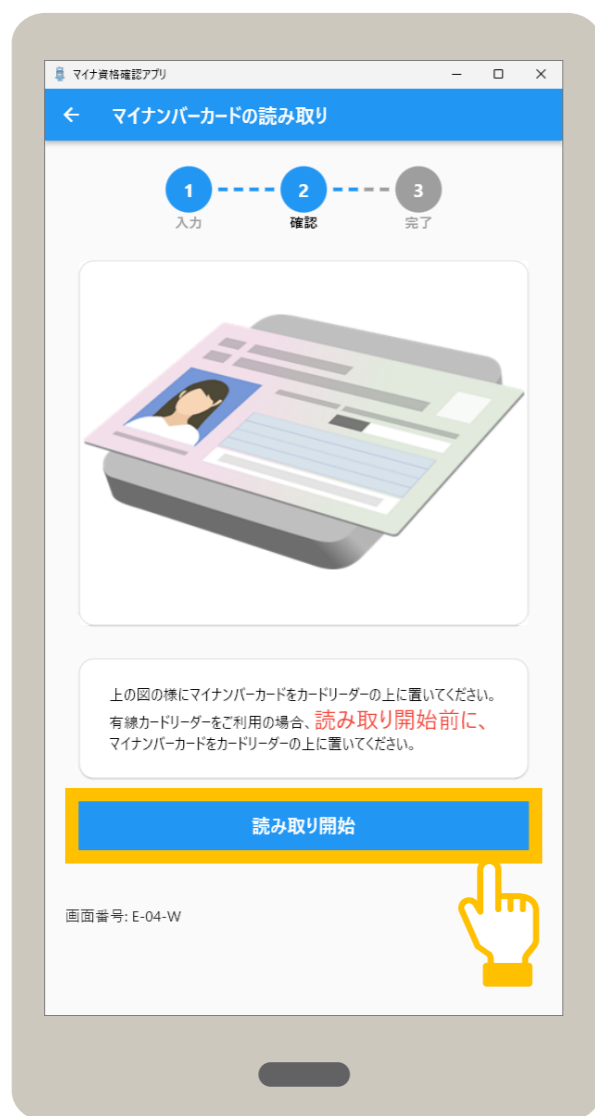 マイナ資格確認アプリ
マイナンバーカードの読み取り
1 2 3
入力 確認 完了
上の図の様にマイナンバーカードをカードリーダーの上に置いてください。
有線カードリーダーをご利用の場合、読み取り開始前に、
マイナンバーカードをカードリーダーの上に置いてください。
読み取り開始
画面番号: E-04-W